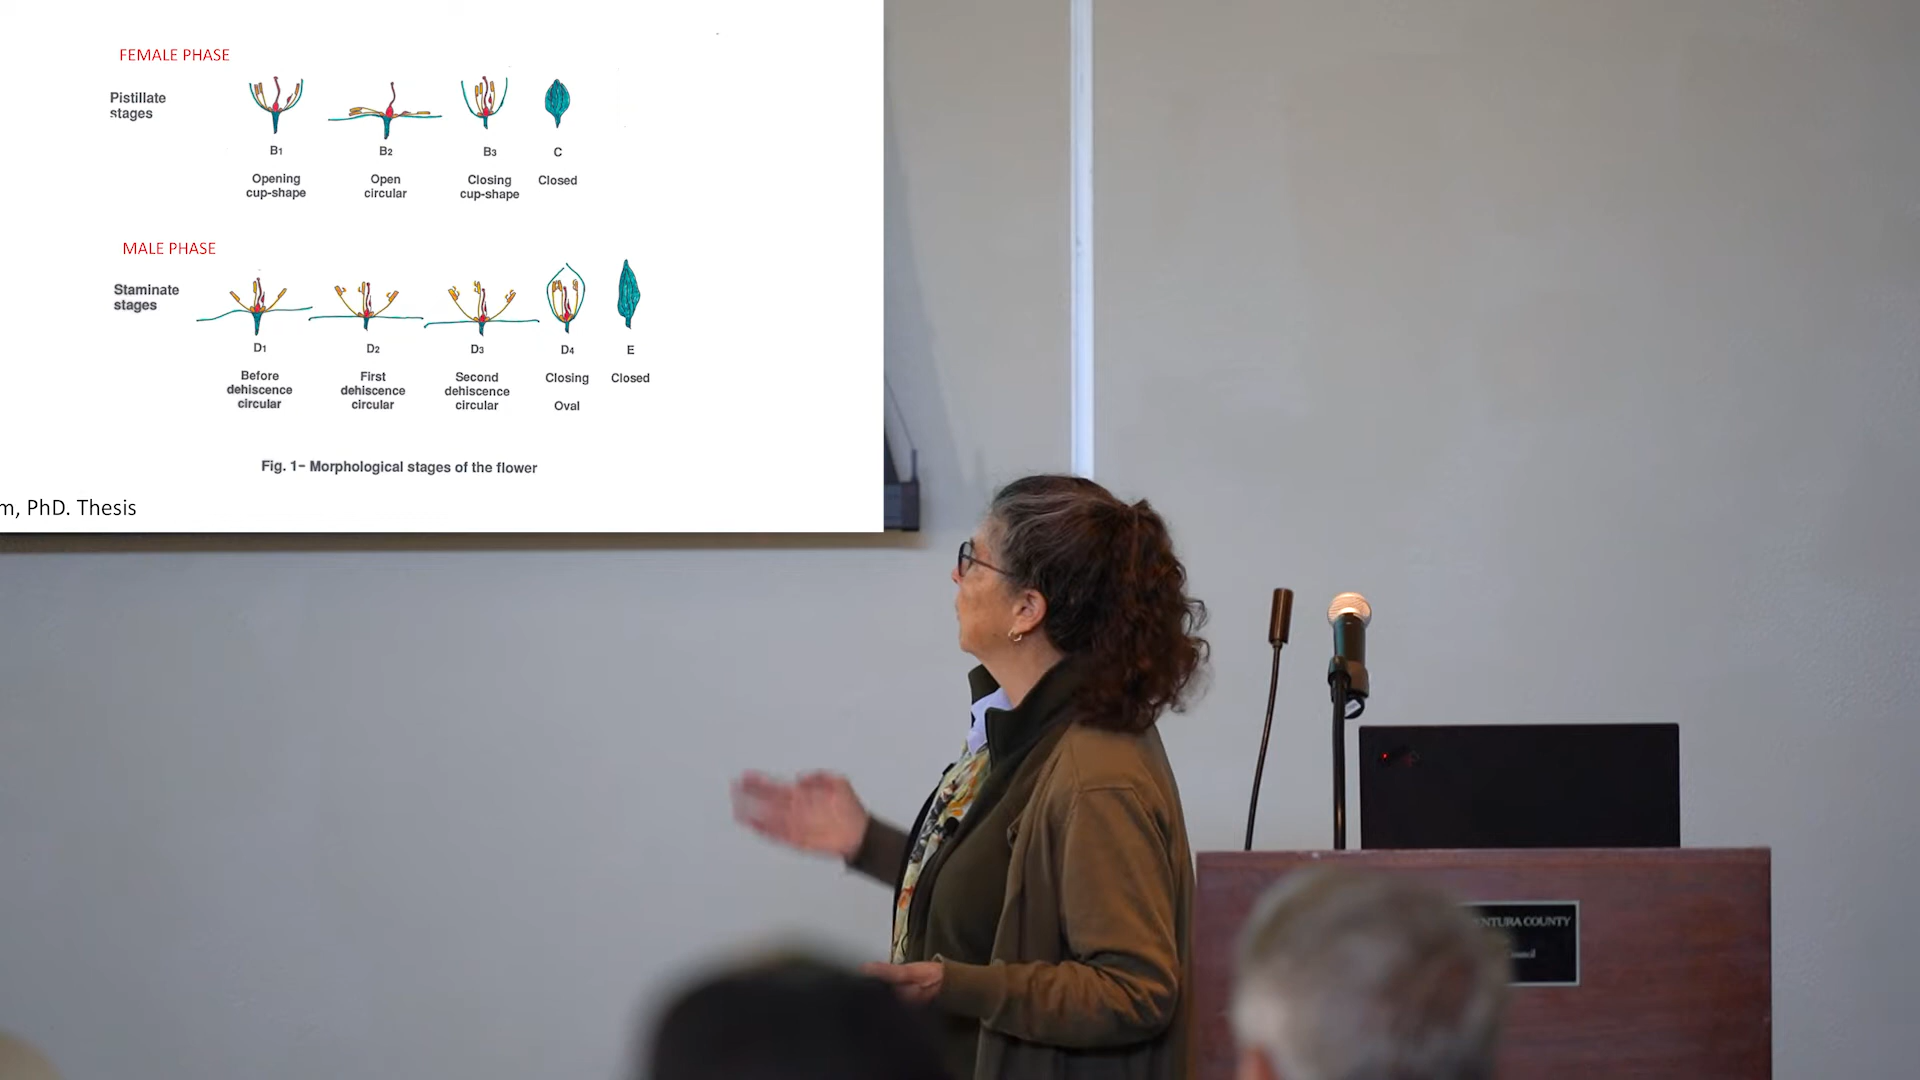 FEMALE PHASE
Pistillate
stages
B1
B2
B3
C
Opening
cup-shape
Open
circular
Closing
cup-shape
Closed
MALE PHASE
Staminate
stages
D1
D2
D3
D4
E
Before
dehiscence
circular
First
dehiscence
circular
Second
dehiscence
circular
Closing
Oval
Closed
Fig. 1– Morphological stages of the flower
m, PhD. Thesis
ENTURA COUNTY